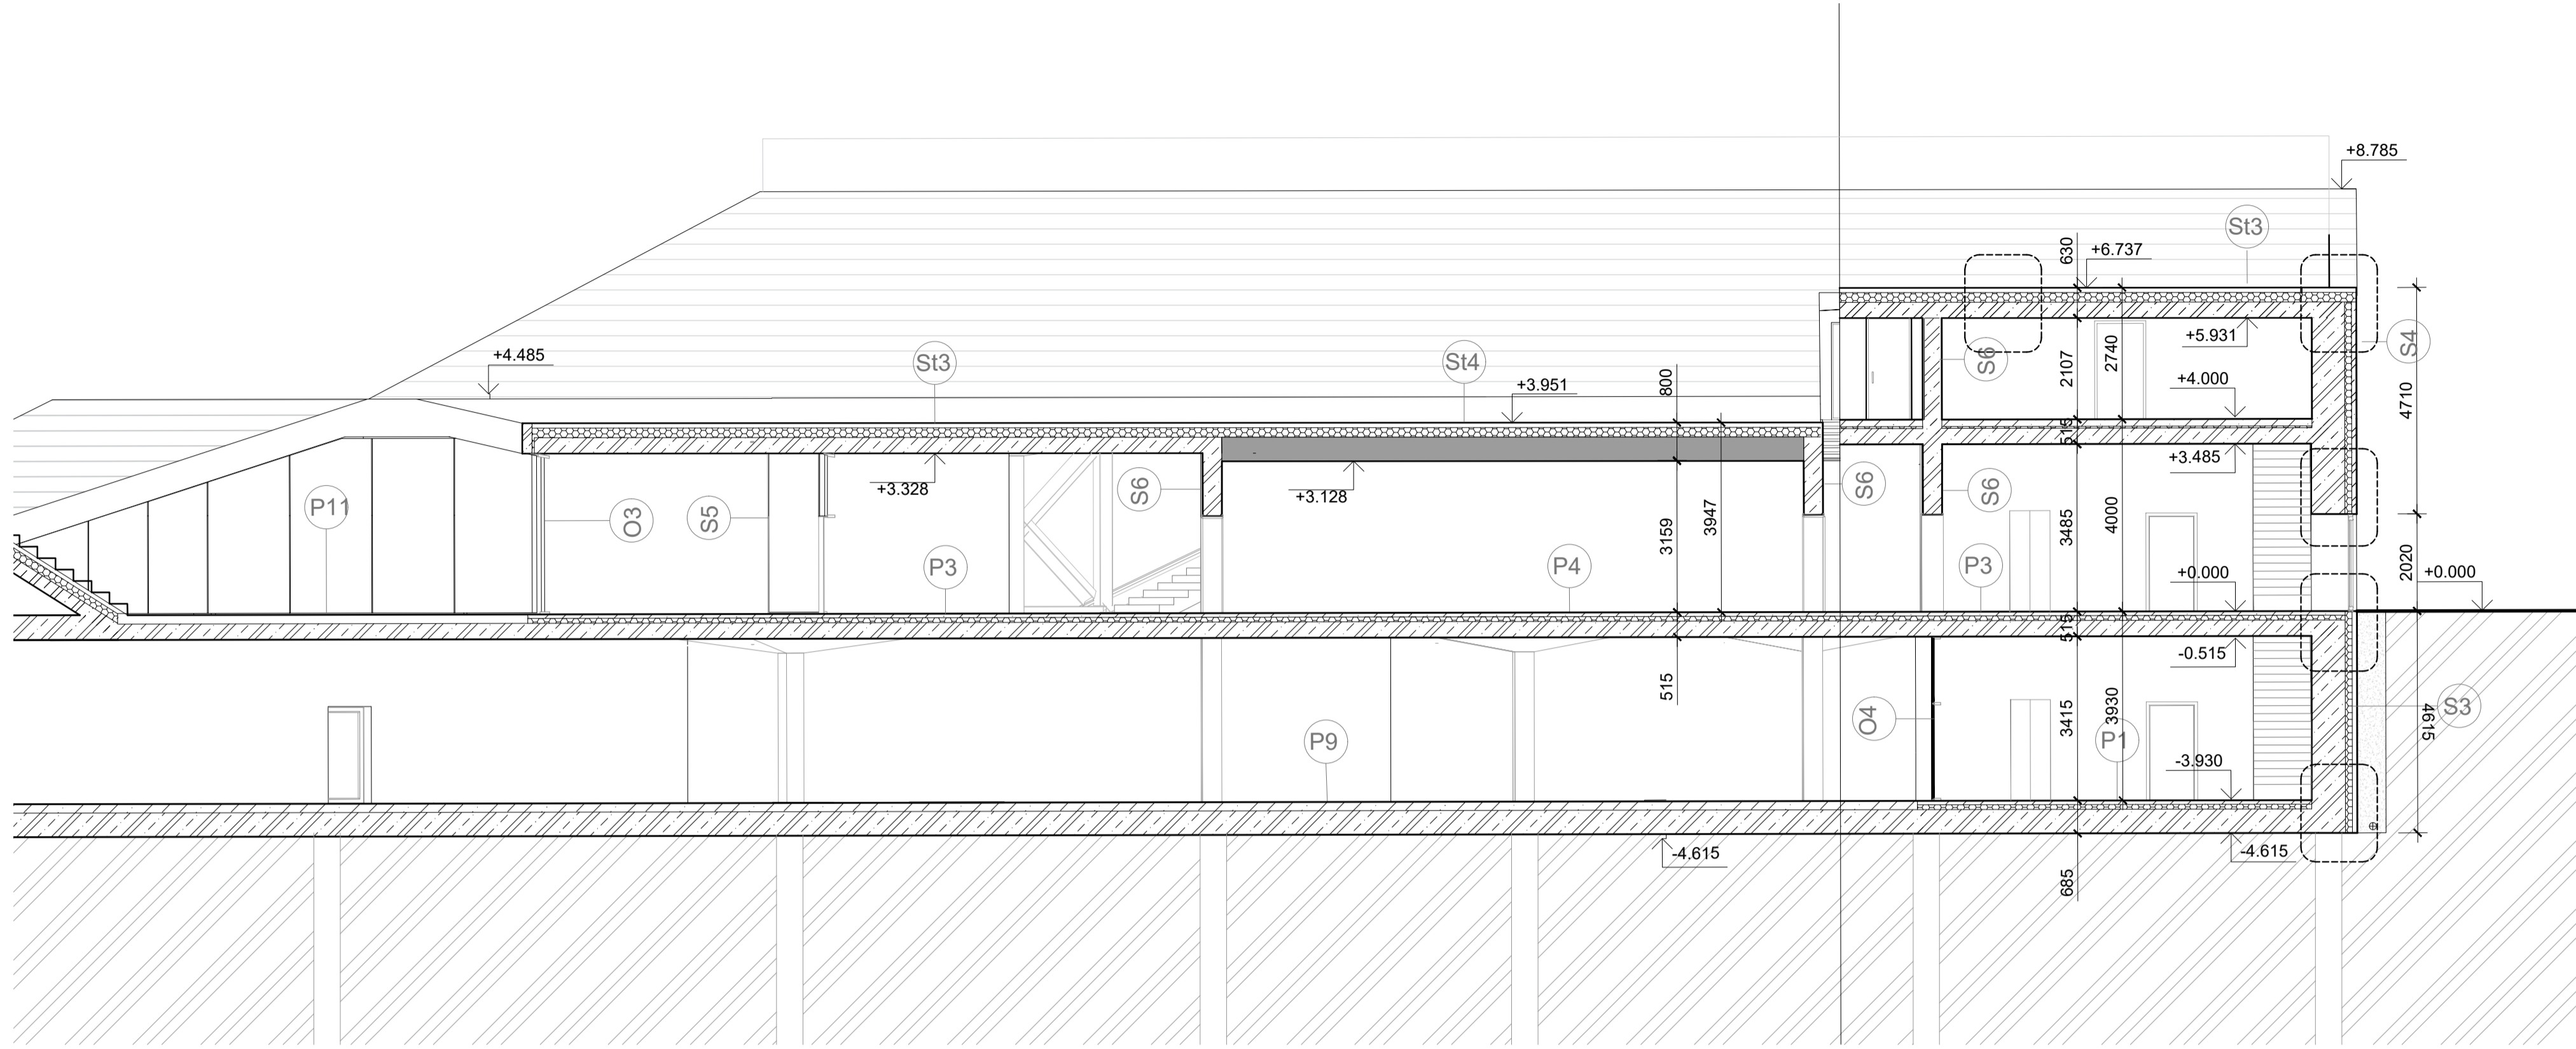 +8.785
St3
630
+6.737
S4
+5.931
+4.485
St3
St4
2107
2740
S6
+3.951
800
+4.000
4710
515
+3.485
+3.328
+3.128
S6
S6
S6
P11
O3
S5
3159
3947
3485
4000
P3
P4
P3
+0.000
2020
+0.000
515
-0.515
515
P9
O4
3415
3930
P1
S3
4615
-3.930
-4.615
-4.615
685